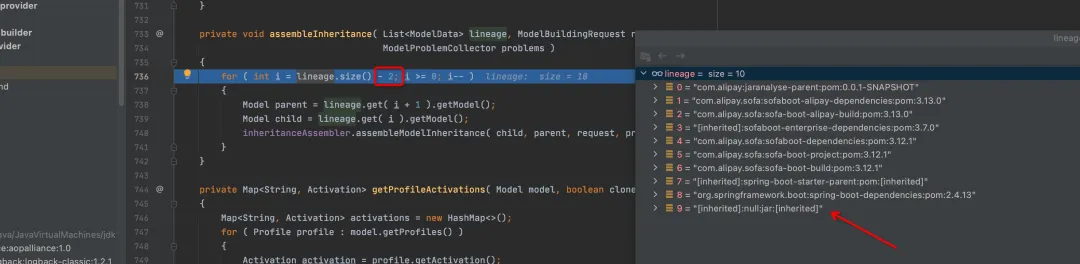 provider
builder
vider
nd
ava/JavaVirtualMachines/jdk
ce:aopalliance:1.0
gback:logback-classic:1.2.1
731 }
732
733 @ private void assembleInheritance( List<ModelData> lineage, ModelBuildingRequest r
734 ModelProblemCollector problems )
735 {
736 for ( int i = lineage.size() - 2; i >= 0; i-- ) lineage: size = 10
737 {
738 Model parent = lineage.get( i + 1 ).getModel();
739 Model child = lineage.get( i ).getModel();
748 inheritanceAssembler.assembleModelInheritance( child, parent, request, pr
741 }
742 }
743
744 @ private Map<String, Activation> getProfileActivations( Model model, boolean clone
745 {
746 Map<String, Activation> activations = new HashMap<>();
747 for ( Profile profile : model.getProfiles() )
748 {
749 Activation activation = profile.getActivation();
lineage
lineage = size = 10
0 = "com.alipay:jaranalyse-parent:pom:0.0.1-SNAPSHOT"
1 = "com.alipay.sofa:sofaboot-alipay-dependencies:pom:3.13.0"
2 = "com.alipay.sofa:sofa-boot-alipay-build:pom:3.13.0"
3 = "[inherited]:sofaboot-enterprise-dependencies:pom:3.7.0"
4 = "com.alipay.sofa:sofaboot-dependencies:pom:3.12.1"
5 = "com.alipay.sofa:sofa-boot-project:pom:3.12.1"
6 = "com.alipay.sofa:sofa-boot-build:pom:3.12.1"
7 = "[inherited]:spring-boot-starter-parent:pom:[inherited]"
8 = "org.springframework.boot:spring-boot-dependencies:pom:2.4.13"
9 = "[inherited]:null:jar:[inherited]"